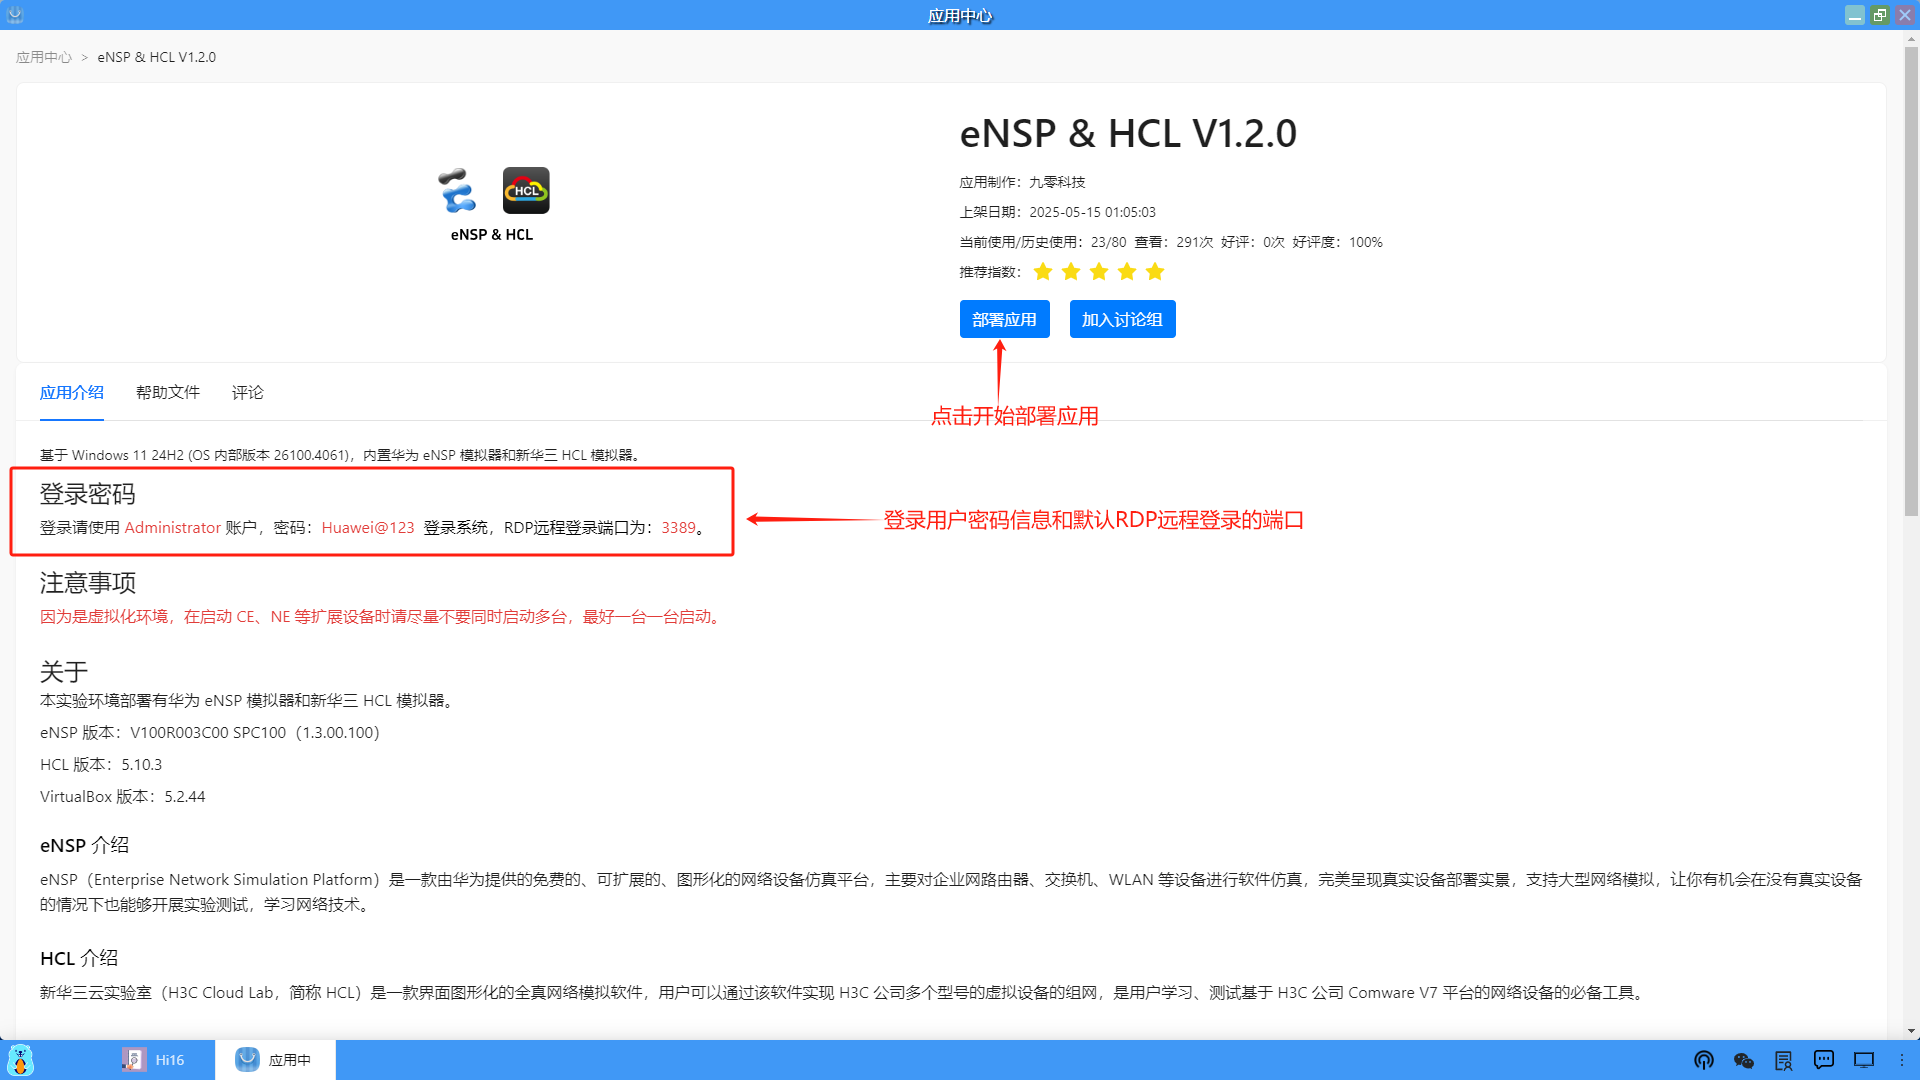 应用中心
应用中心 > eNSP & HCL V1.2.0
HCL
eNSP & HCL
eNSP & HCL V1.2.0
应用制作：九零科技
上架日期：2025-05-15 01:05:03
当前使用/历史使用：23/80 查看：291次 好评：0次 好评度：100%
推荐指数：
部署应用 加入讨论组
点击开始部署应用
应用介绍 帮助文件 评论
基于 Windows 11 24H2 (OS 内部版本 26100.4061)，内置华为 eNSP 模拟器和新华三 HCL 模拟器。
登录密码
登录请使用 Administrator 账户，密码：Huawei@123 登录系统，RDP远程登录端口为：3389。
登录用户密码信息和默认RDP远程登录的端口
注意事项
因为是虚拟化环境，在启动 CE、NE 等扩展设备时请尽量不要同时启动多台，最好一台一台启动。
关于
本实验环境部署有华为 eNSP 模拟器和新华三 HCL 模拟器。
eNSP 版本：V100R003C00 SPC100（1.3.00.100）
HCL 版本：5.10.3
VirtualBox 版本：5.2.44
eNSP 介绍
eNSP（Enterprise Network Simulation Platform）是一款由华为提供的免费的、可扩展的、图形化的网络设备仿真平台，主要对企业网路由器、交换机、WLAN 等设备进行软件仿真，完美呈现真实设备部署实景，支持大型网络模拟，让你有机会在没有真实设备
的情况下也能够开展实验测试，学习网络技术。
HCL 介绍
新华三云实验室（H3C Cloud Lab，简称 HCL）是一款界面图形化的全真网络模拟软件，用户可以通过该软件实现 H3C 公司多个型号的虚拟设备的组网，是用户学习、测试基于 H3C 公司 Comware V7 平台的网络设备的必备工具。
Hi16 应用中